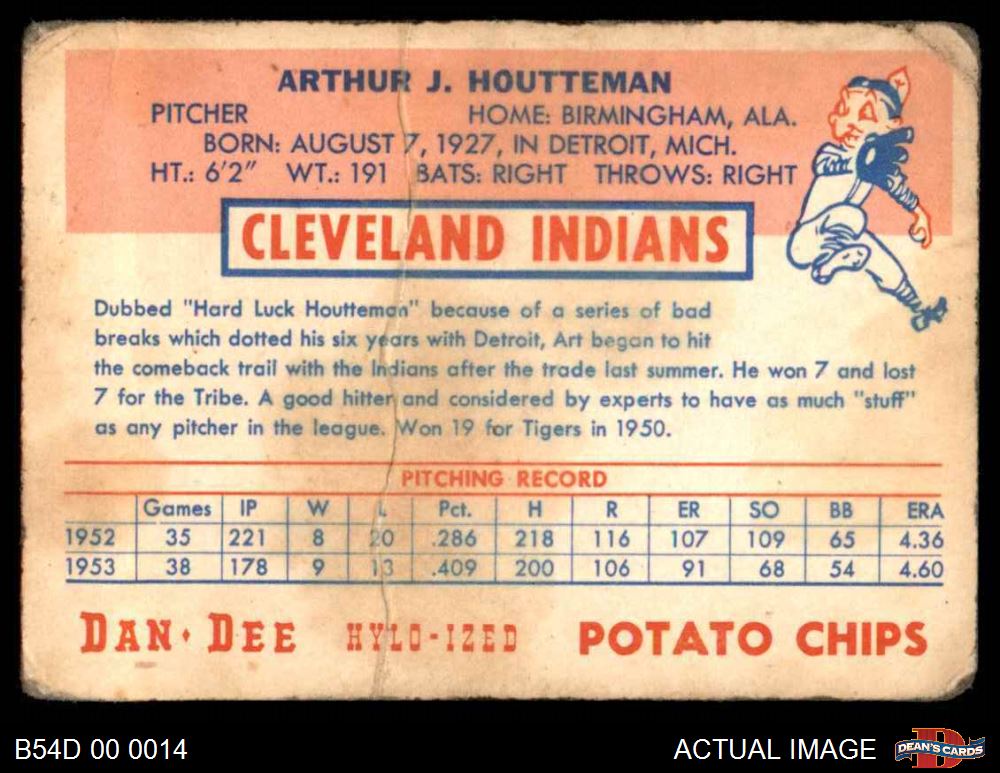 ARTHUR J. HOUTTEMAN
PITCHER HOME: BIRMINGHAM, ALA.
BORN: AUGUST 7, 1927, IN DETROIT, MICH.
HT.: 6'2" WT.: 191 BATS: RIGHT THROWS: RIGHT
CLEVELAND INDIANS
Dubbed "Hard Luck Houtteman" because of a series of bad
breaks which dotted his six years with Detroit, Art began to hit
the comeback trail with the Indians after the trade last summer. He won 7 and lost
7 for the Tribe. A good hitter and considered by experts to have as much "stuff"
as any pitcher in the league. Won 19 for Tigers in 1950.
PITCHING RECORD
Games IP W L Pct. H R ER SO BB ERA
1952 35 221 8 20 .286 218 116 107 109 65 4.36
1953 38 178 9 13 .409 200 106 91 68 54 4.60
DAN·DEE HYLO-IZED POTATO CHIPS
B54D 00 0014 ACTUAL IMAGE DEAN'S CARDS